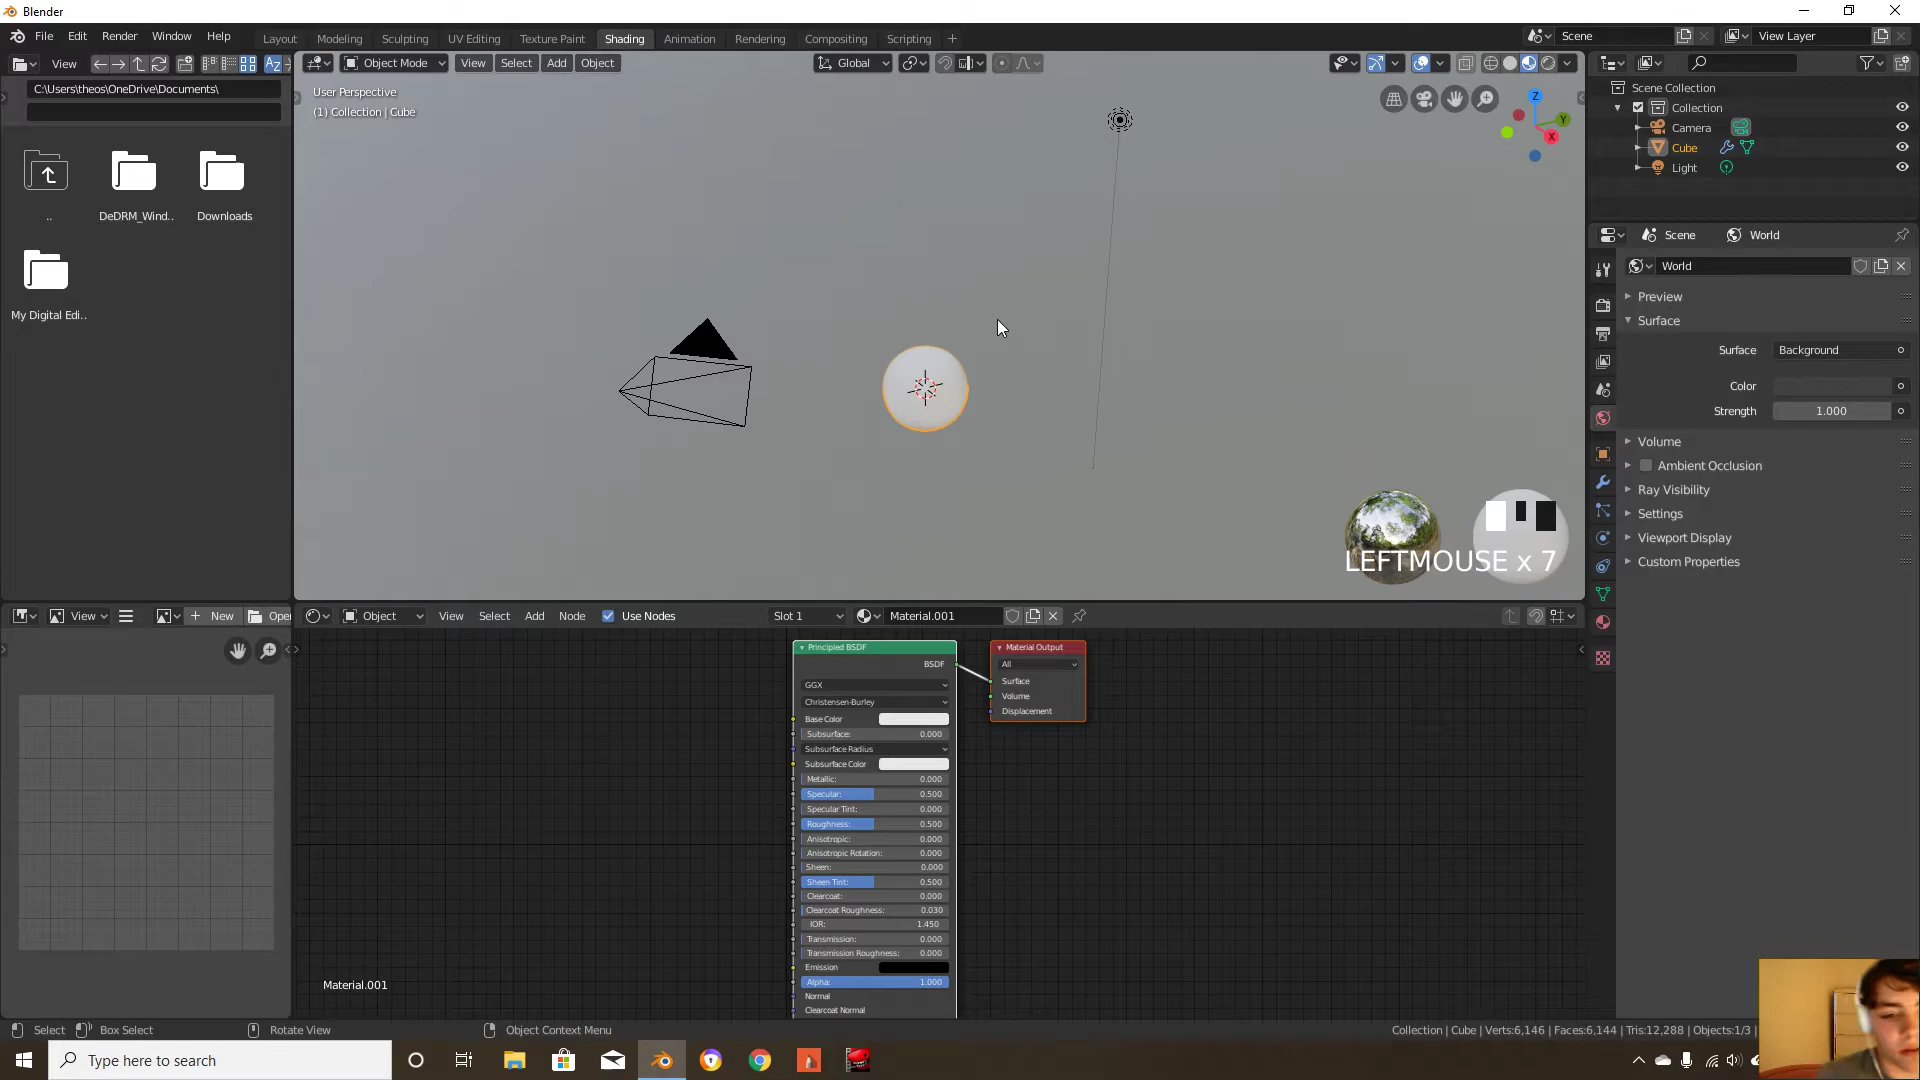 Blender
File Edit Render Window Help
Layout Modeling Sculpting UV Editing Texture Paint Shading Animation Rendering Compositing Scripting
Scene
View Layer
View
Object Mode View Select Add Object
Global
C:\Users\theos\OneDrive\Documents\
..
DeDRM_Wind..
Downloads
My Digital Edi..
User Perspective
(1) Collection | Cube
Z
Y
X
LEFTMOUSE x 7
Scene Collection
Collection
Camera
Cube
Light
Scene World
World
Preview
Surface
Surface Background
Color
Strength 1.000
Volume
Ambient Occlusion
Ray Visibility
Settings
Viewport Display
Custom Properties
View New Open
Object View Select Add Node Use Nodes Slot 1 Material.001
Principled BSDF
BSDF
GGX
Christensen-Burley
Base Color
Subsurface: 0.000
Subsurface Radius
Subsurface Color
Metallic: 0.000
Specular: 0.500
Specular Tint: 0.000
Roughness: 0.500
Anisotropic: 0.000
Anisotropic Rotation: 0.000
Sheen: 0.000
Sheen Tint: 0.500
Clearcoat: 0.000
Clearcoat Roughness: 0.030
IOR: 1.450
Transmission: 0.000
Transmission Roughness: 0.000
Emission
Alpha: 1.000
Normal
Clearcoat Normal
Material Output
All
Surface
Volume
Displacement
Material.001
Select Box Select Rotate View Object Context Menu
Collection | Cube | Verts:6,146 | Faces:6,144 | Tris:12,288 | Objects:1/3
Type here to search